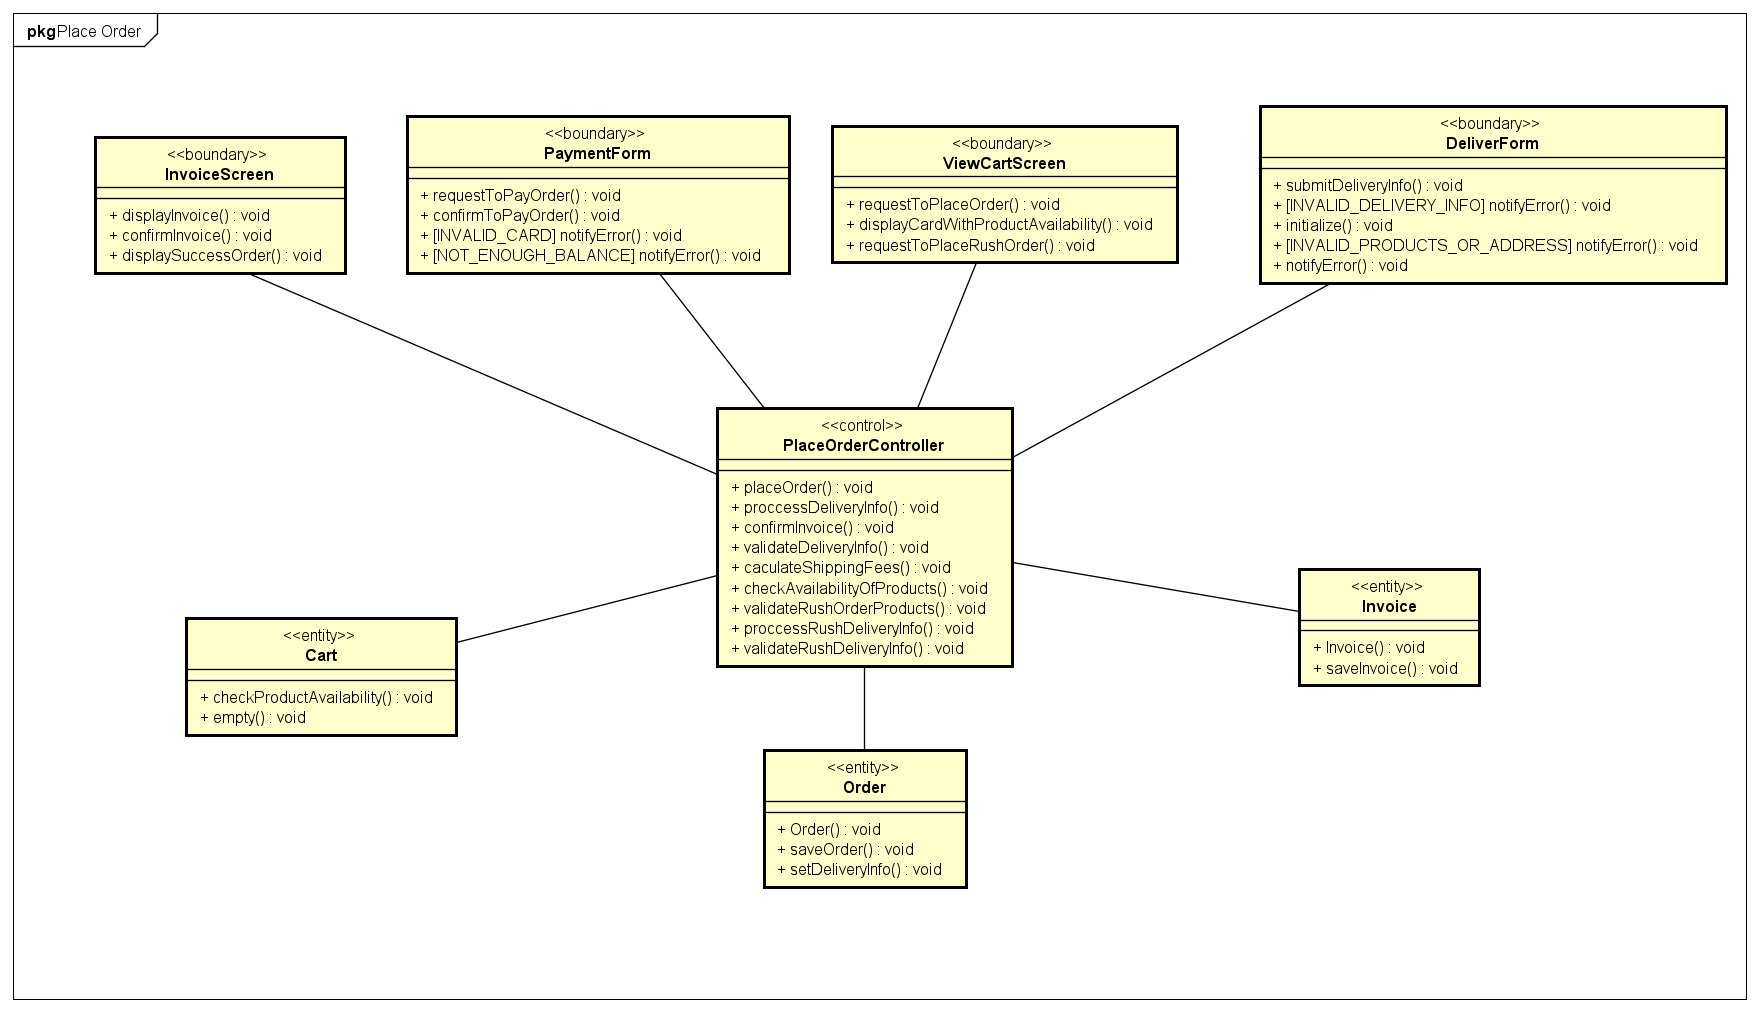 pkg Place Order
<<boundary>>
InvoiceScreen
+ displayInvoice() : void
+ confirmInvoice() : void
+ displaySuccessOrder() : void
<<boundary>>
PaymentForm
+ requestToPayOrder() : void
+ confirmToPayOrder() : void
+ [INVALID_CARD] notifyError() : void
+ [NOT_ENOUGH_BALANCE] notifyError() : void
<<boundary>>
ViewCartScreen
+ requestToPlaceOrder() : void
+ displayCardWithProductAvailability() : void
+ requestToPlaceRushOrder() : void
<<boundary>>
DeliverForm
+ submitDeliveryInfo() : void
+ [INVALID_DELIVERY_INFO] notifyError() : void
+ initialize() : void
+ [INVALID_PRODUCTS_OR_ADDRESS] notifyError() : void
+ notifyError() : void
<<control>>
PlaceOrderController
+ placeOrder() : void
+ proccessDeliveryInfo() : void
+ confirmInvoice() : void
+ validateDeliveryInfo() : void
+ caculateShippingFees() : void
+ checkAvailabilityOfProducts() : void
+ validateRushOrderProducts() : void
+ proccessRushDeliveryInfo() : void
+ validateRushDeliveryInfo() : void
<<entity>>
Cart
+ checkProductAvailability() : void
+ empty() : void
<<entity>>
Invoice
+ Invoice() : void
+ saveInvoice() : void
<<entity>>
Order
+ Order() : void
+ saveOrder() : void
+ setDeliveryInfo() : void